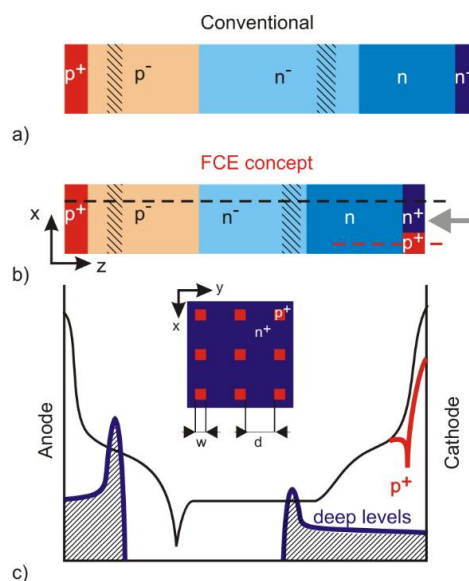 Conventional
p+ p- n- n n-
a)
FCE concept
p+ p- n- n n+
p+
x
z
b)
y
x
p+
n+
w d
Anode
Cathode
p+
deep levels
c)